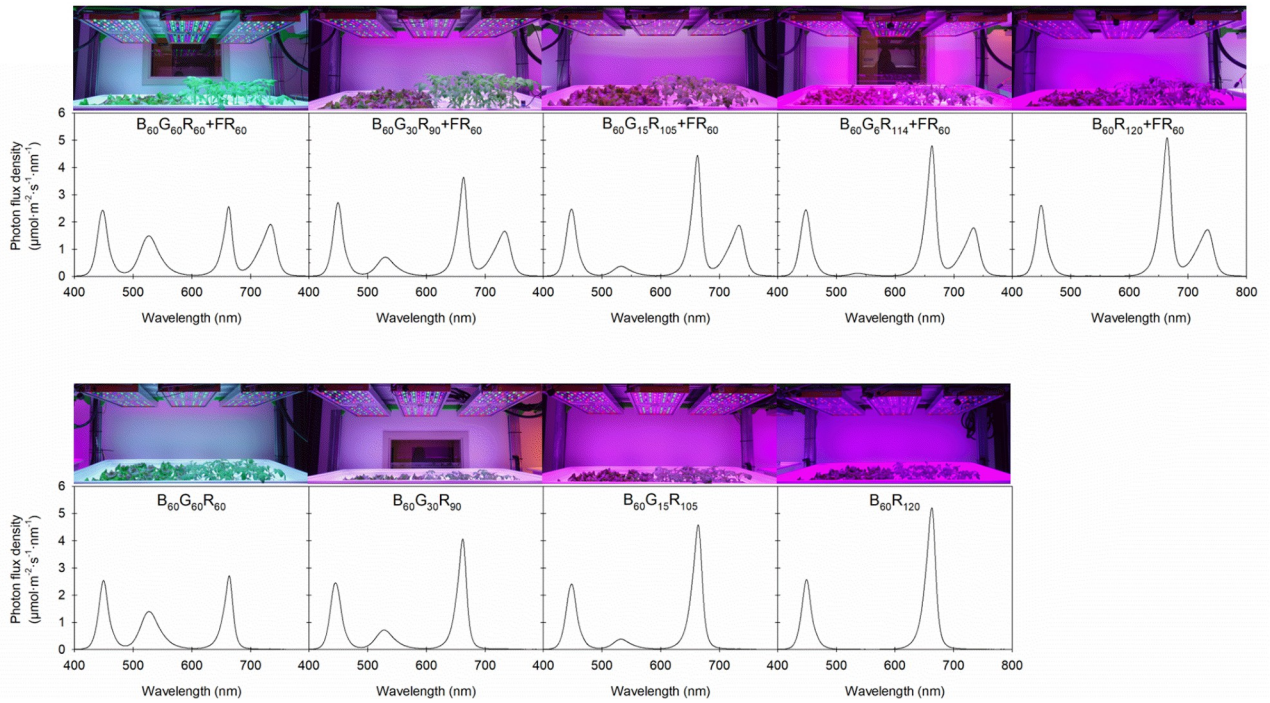 B60G60R60+FR60 B60G30R90+FR60 B60G15R105+FR60 B60G6R114+FR60 B60R120+FR60
Photon flux density
(μmol·m-2·s-1·nm-1)
6
5
4
3
2
1
0
400 500 600 700 400 500 600 700 400 500 600 700 400 500 600 700 400 500 600 700 800
Wavelength (nm) Wavelength (nm) Wavelength (nm) Wavelength (nm) Wavelength (nm)
B60G60R60 B60G30R90 B60G15R105 B60R120
Photon flux density
(μmol·m-2·s-1·nm-1)
6
5
4
3
2
1
0
400 500 600 700 400 500 600 700 40 500 600 700 400 500 600 700 800
Wavelength (nm) Wavelength (nm) Wavelength (nm) Wavelength (nm)